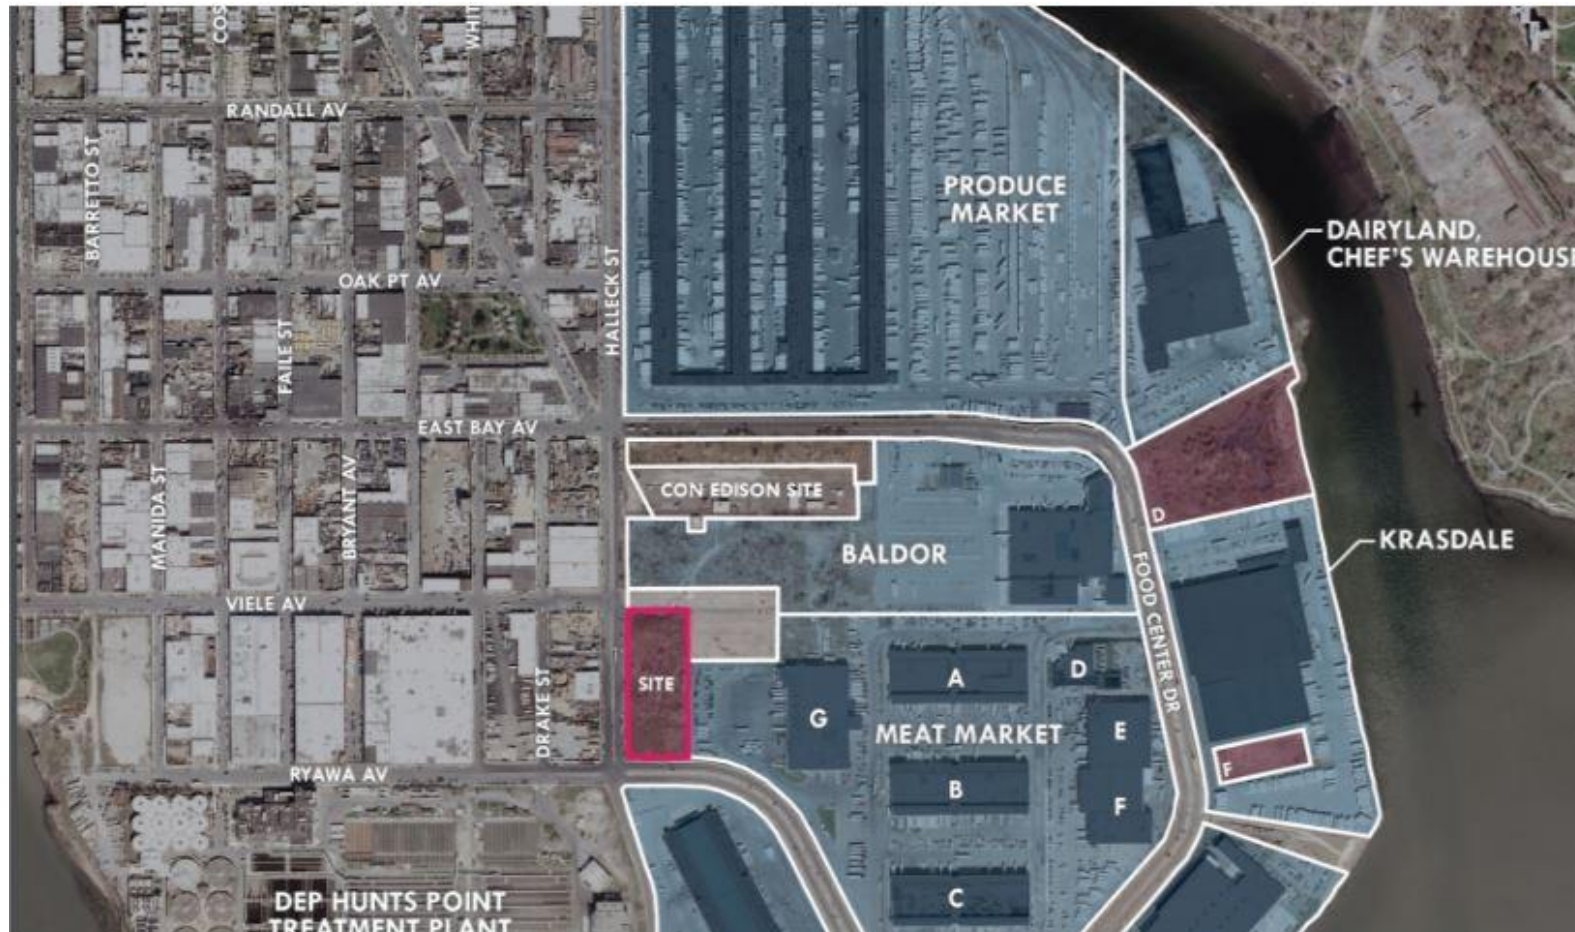 COS
WHIT
RANDALL AV
BARRETTO ST
PRODUCE
MARKET
DAIRYLAND,
CHEF'S WAREHOUSE
OAK PT AV
HALLECK ST
FAILE ST
EAST BAY AV
CON EDISON SITE
MANIDA ST
BRYANT AV
D
KRASDALE
BALDOR
FOOD CENTER DR
VIELE AV
SITE
DRAKE ST
A
D
G
MEAT MARKET
E
RYAWA AV
B
F
F
C
DEP HUNTS POINT
TREATMENT PLANT